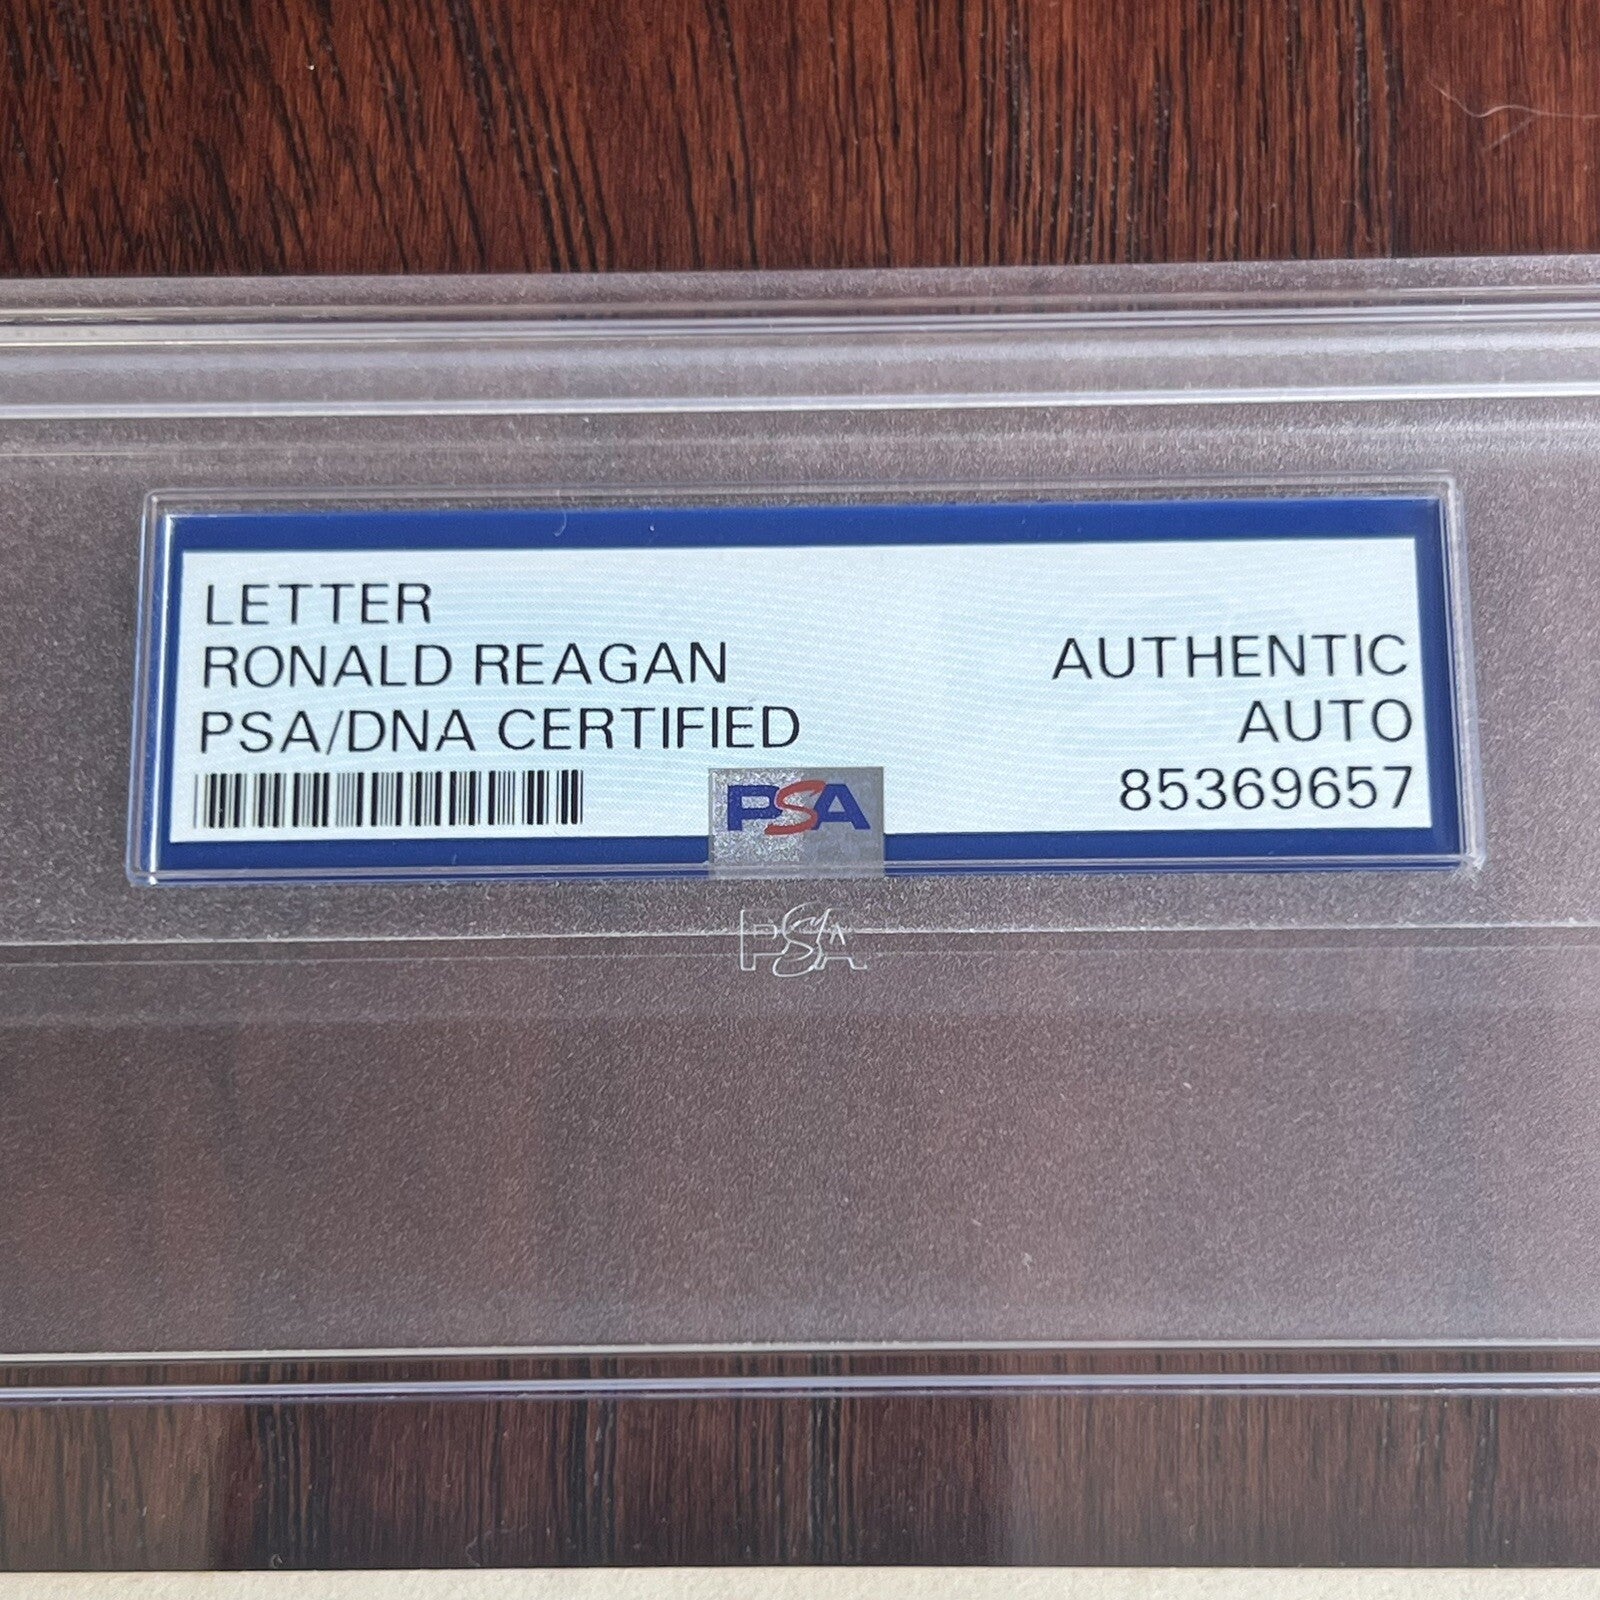 LETTER
RONALD REAGAN
PSA/DNA CERTIFIED
AUTHENTIC
AUTO
85369657
PSA
PSA